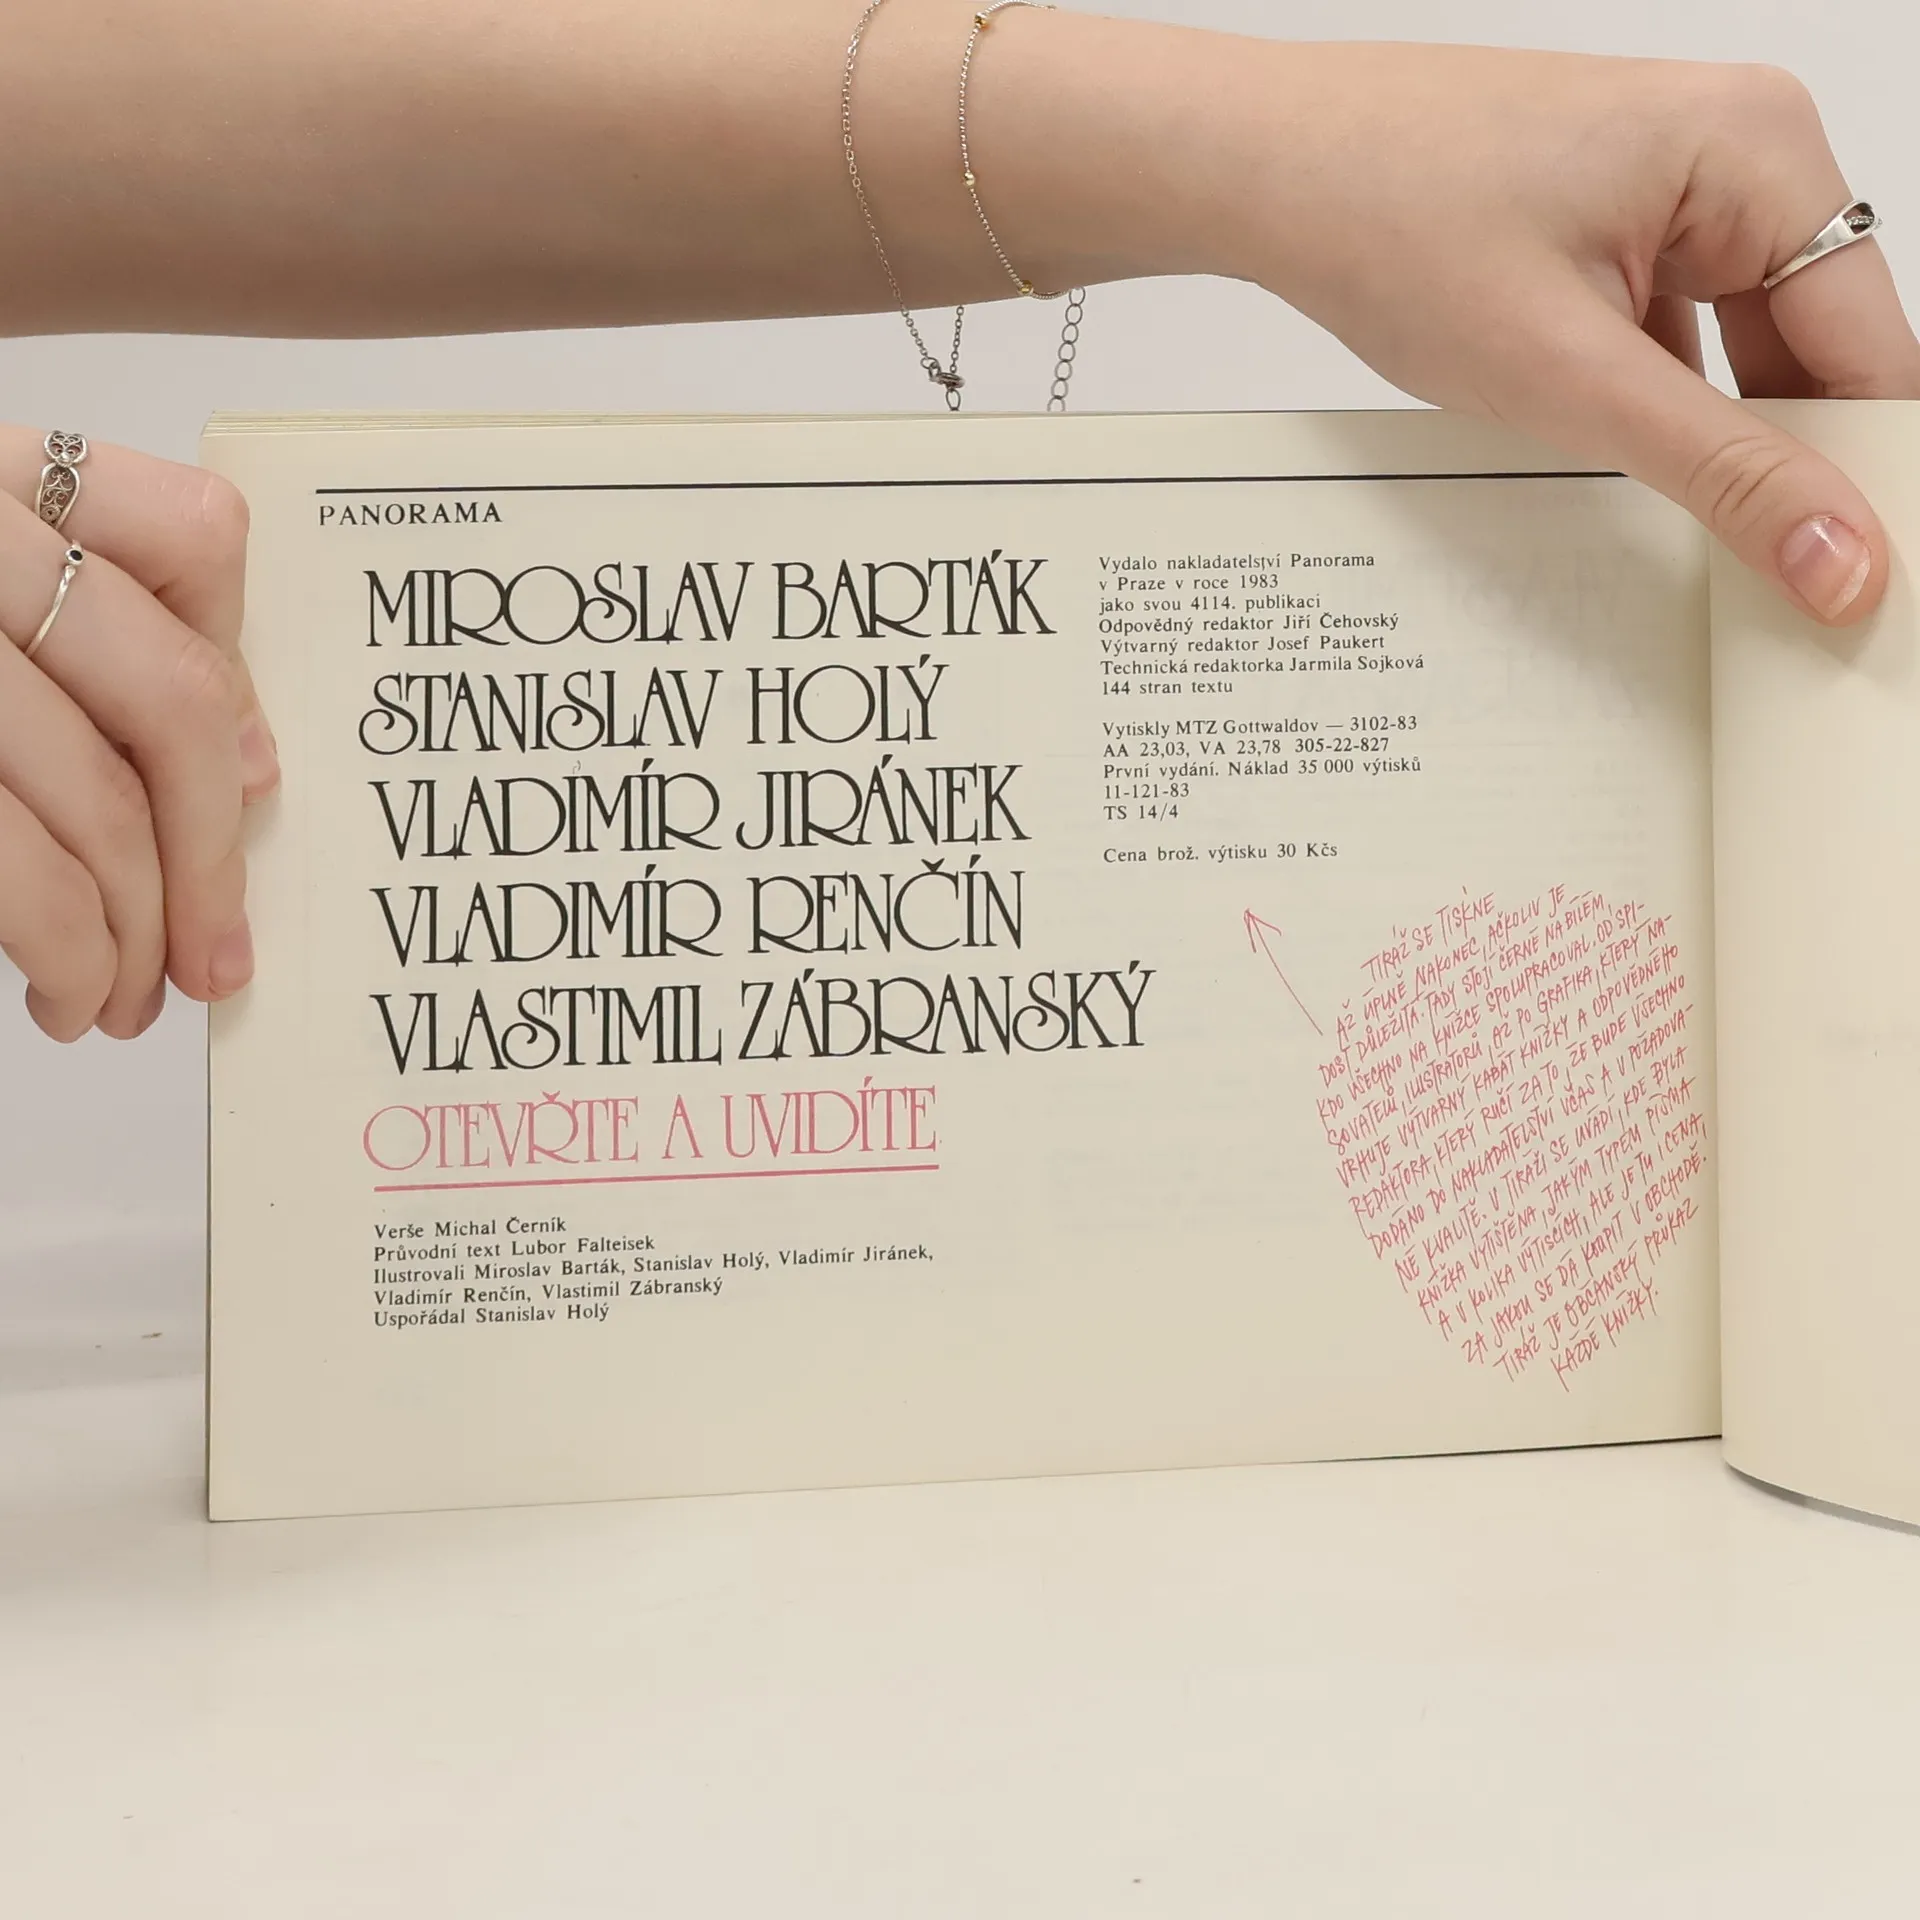 PANORAMA
MIROSLAV BARTÁK
STANISLAV HOLÝ
VLADIMÍR JIRÁNEK
VLADIMÍR RENČÍN
VLASTIMIL ZÁBRANSKÝ
OTEVŘTE A UVIDÍTE
Verše Michal Černík
Průvodní text Lubor Falteisek
Ilustrovali Miroslav Barták, Stanislav Holý, Vladimír Jiránek,
Vladimír Renčín, Vlastimil Zábranský
Uspořádal Stanislav Holý
Vydalo nakladatelství Panorama
v Praze v roce 1983
jako svou 4114. publikaci
Odpovědný redaktor Jiří Čehovský
Výtvarný redaktor Josef Paukert
Technická redaktorka Jarmila Sojková
144 stran textu
Vytiskly MTZ Gottwaldov — 3102-83
AA 23,03, VA 23,78 305-22-827
První vydání. Náklad 35 000 výtisků
11-121-83
TS 14/4
Cena brož. výtisku 30 Kčs
TIRÁŽ SE TISKNE
AŽ ÚPLNĚ NAKONEC, AČKOLIV JE
DOST DŮLEŽITÁ. TADY STOJÍ ČERNÉ NA BÍLÉM,
KDO VŠECHNO NA KNÍŽCE SPOLUPRACOVAL. OD SPI-
SOVATELŮ, ILUSTRÁTORŮ, AŽ PO GRAFIKA, KTERÝ NA-
VRHUJE VÝTVARNÝ KABÁT KNÍŽKY A ODPOVĚDNÉHO
REDAKTORA, KTERÝ RUČÍ ZA TO, ŽE BUDE VŠECHNO
DODÁNO DO NAKLADATELSTVÍ VČAS A V POŽADOVA-
NÉ KVALITĚ. V TIRÁŽI SE UVÁDÍ, KDE BYLA
KNÍŽKA VYTIŠTĚNA, JAKÝM TYPEM PÍSMA
A V KOLIKA VÝTISCÍCH, ALE JE TU I CENA,
ZA JAKOU SE DÁ KOUPIT V OBCHODĚ.
TIRÁŽ JE OBČANSKÝ PRŮKAZ
KAŽDÉ KNÍŽKY.